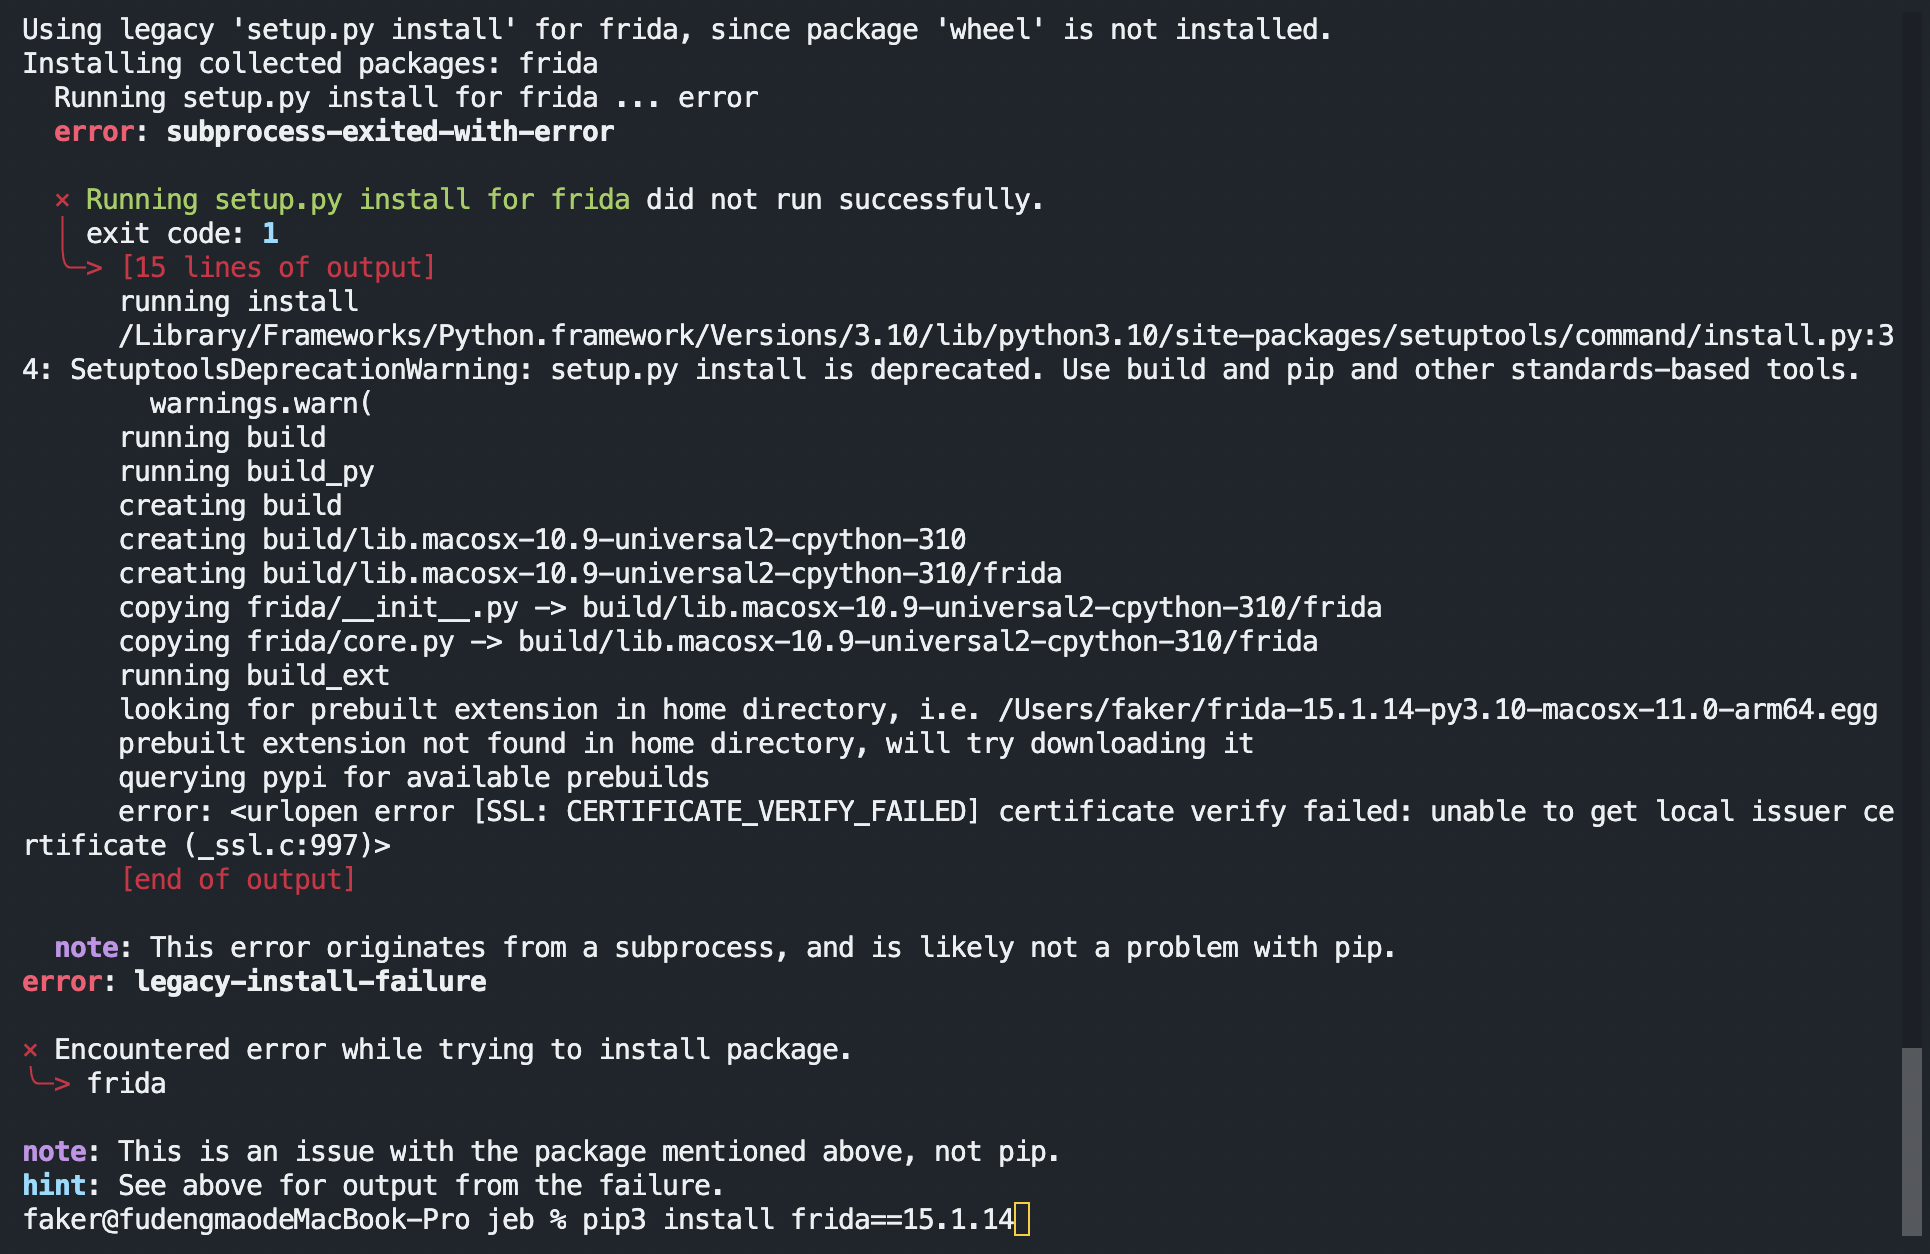 Using legacy 'setup.py install' for frida, since package 'wheel' is not installed.
Installing collected packages: frida
  Running setup.py install for frida ... error
  error: subprocess-exited-with-error

  × Running setup.py install for frida did not run successfully.
  │ exit code: 1
  ╰─> [15 lines of output]
      running install
      /Library/Frameworks/Python.framework/Versions/3.10/lib/python3.10/site-packages/setuptools/command/install.py:3
4: SetuptoolsDeprecationWarning: setup.py install is deprecated. Use build and pip and other standards-based tools.
        warnings.warn(
      running build
      running build_py
      creating build
      creating build/lib.macosx-10.9-universal2-cpython-310
      creating build/lib.macosx-10.9-universal2-cpython-310/frida
      copying frida/__init__.py -> build/lib.macosx-10.9-universal2-cpython-310/frida
      copying frida/core.py -> build/lib.macosx-10.9-universal2-cpython-310/frida
      running build_ext
      looking for prebuilt extension in home directory, i.e. /Users/faker/frida-15.1.14-py3.10-macosx-11.0-arm64.egg
      prebuilt extension not found in home directory, will try downloading it
      querying pypi for available prebuilds
      error: <urlopen error [SSL: CERTIFICATE_VERIFY_FAILED] certificate verify failed: unable to get local issuer ce
rtificate (_ssl.c:997)>
      [end of output]

  note: This error originates from a subprocess, and is likely not a problem with pip.
error: legacy-install-failure

× Encountered error while trying to install package.
╰─> frida

note: This is an issue with the package mentioned above, not pip.
hint: See above for output from the failure.
faker@fudengmaodeMacBook-Pro jeb % pip3 install frida==15.1.14